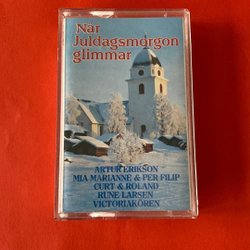 När
Juldagsmorgon
glimmar
ARTUR ERIKSON
MIA MARIANNE & PER FILIP
CURT & ROLAND
RUNE LARSEN
VICTORIAKÖREN